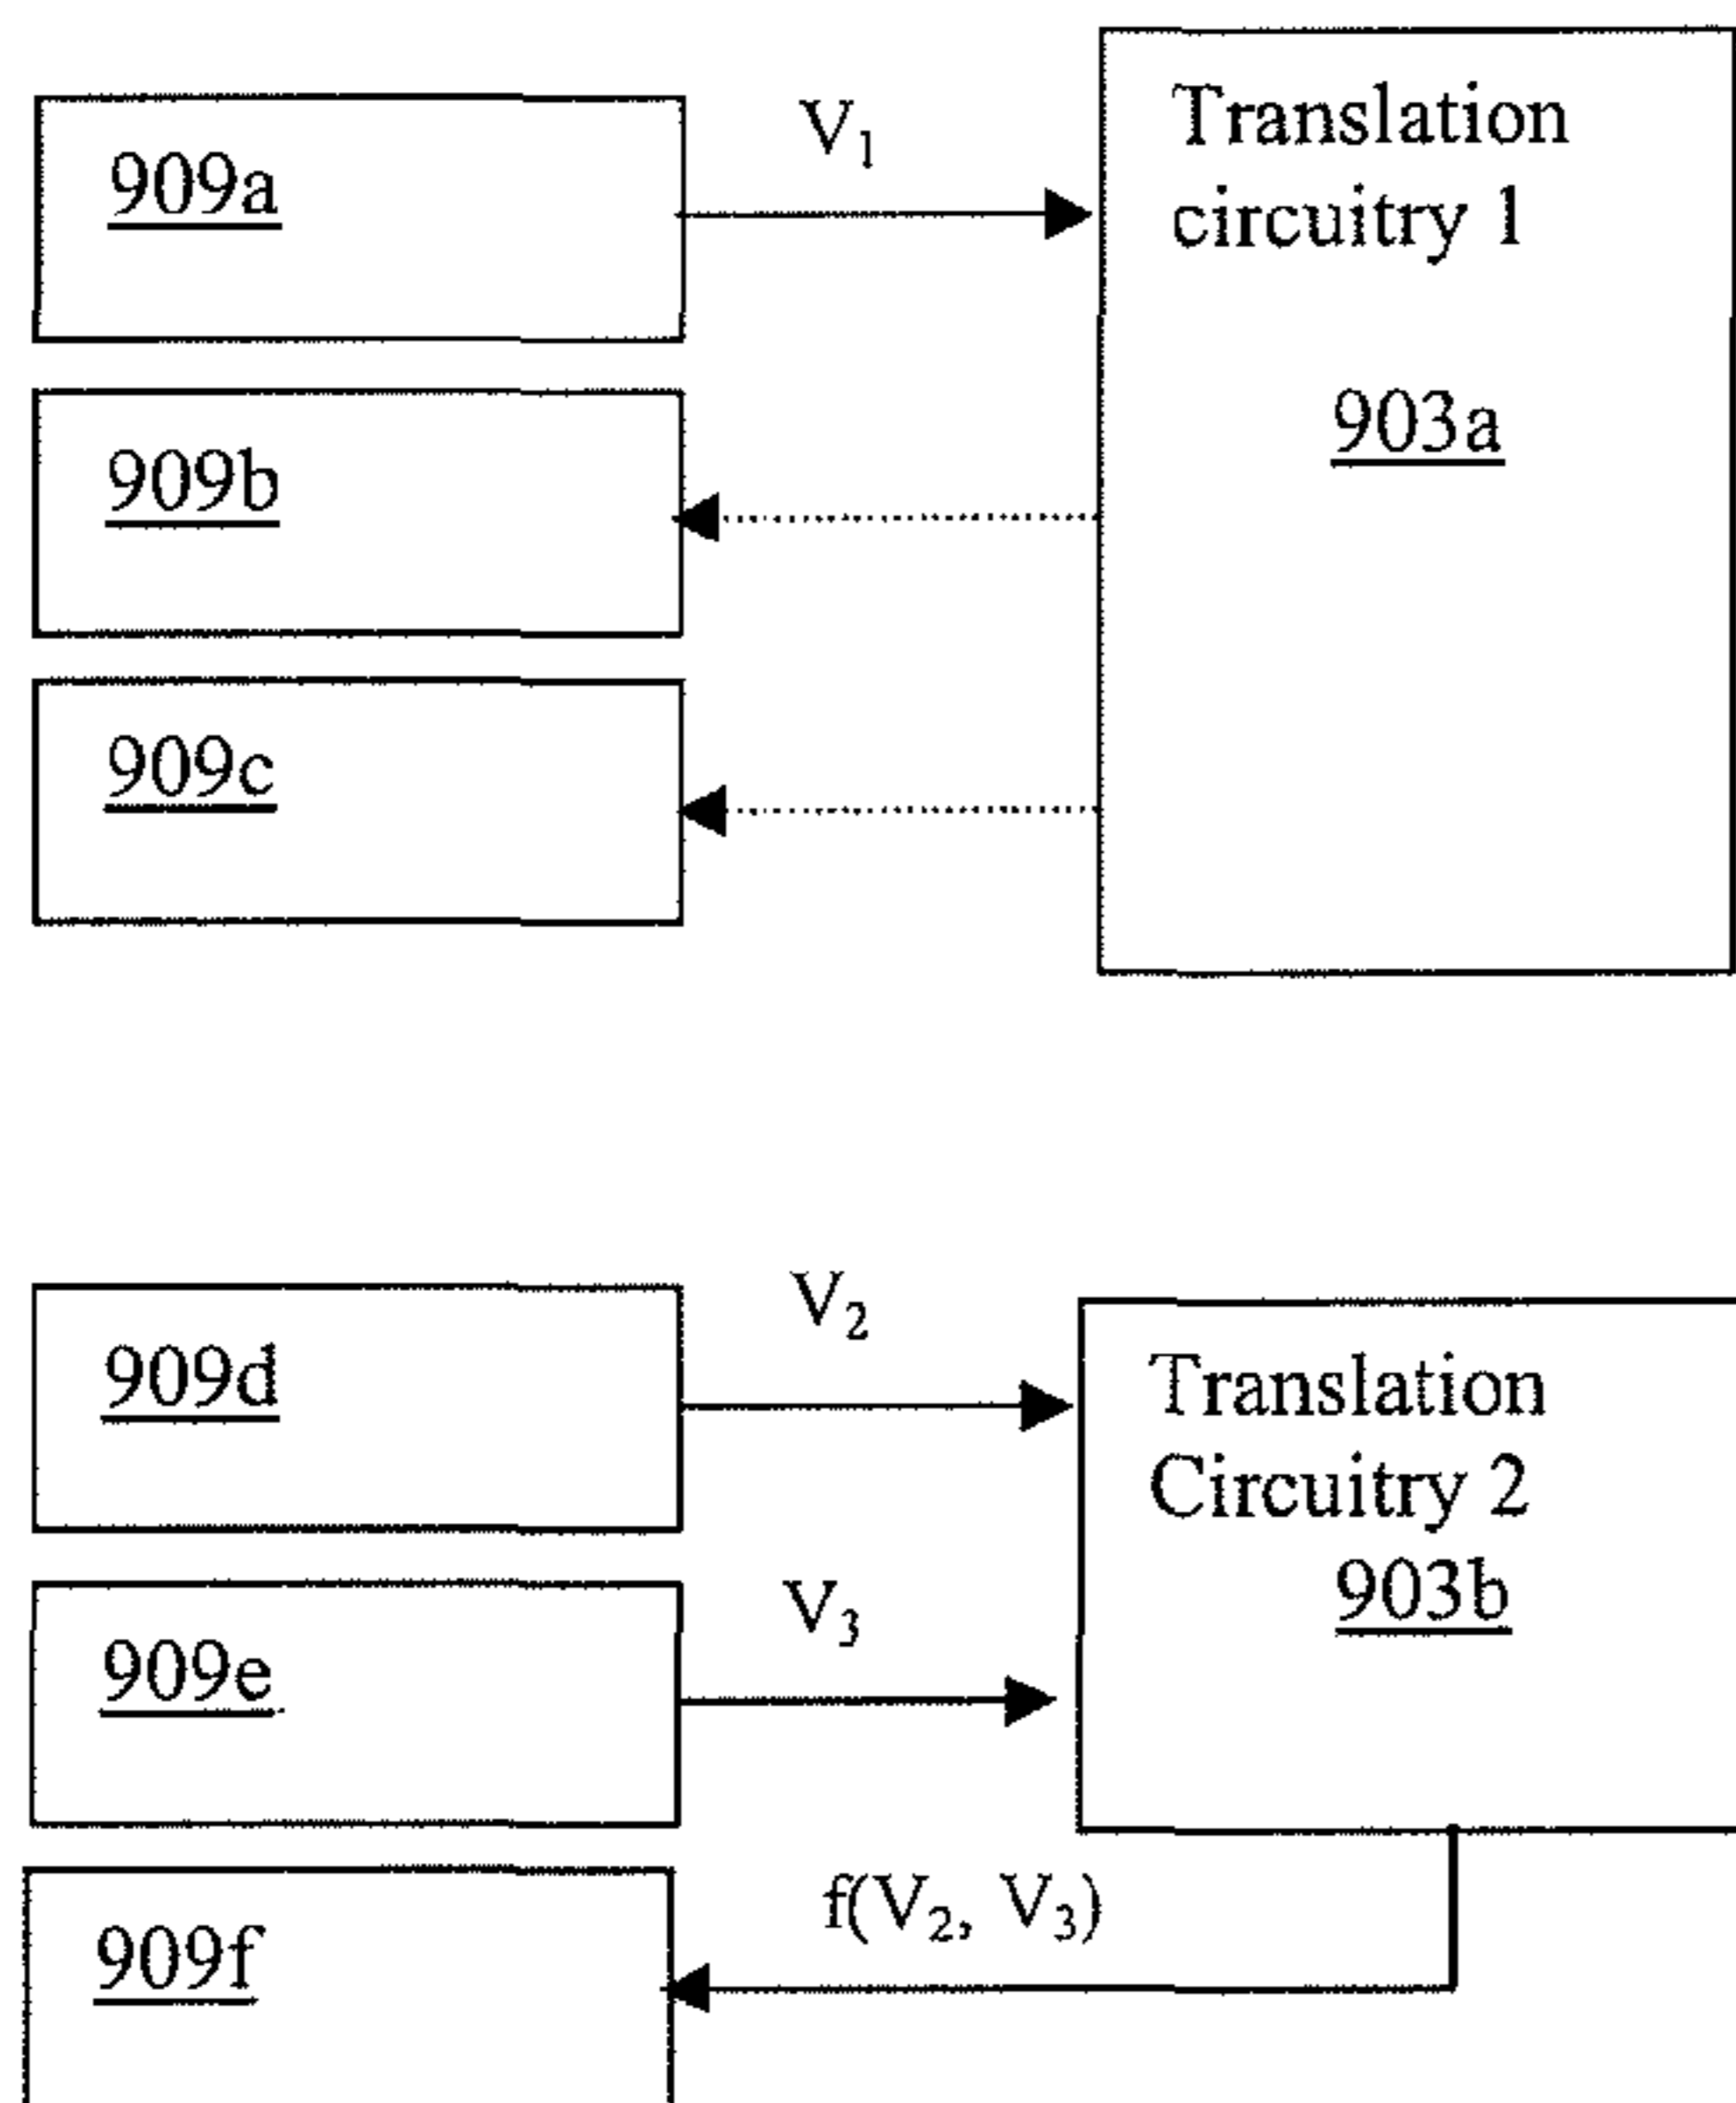 909a
V₁
Translation
circuitry 1
903a
909b
909c
909d
V₂
Translation
Circuitry 2
903b
909e
V₃
909f
f(V₂, V₃)